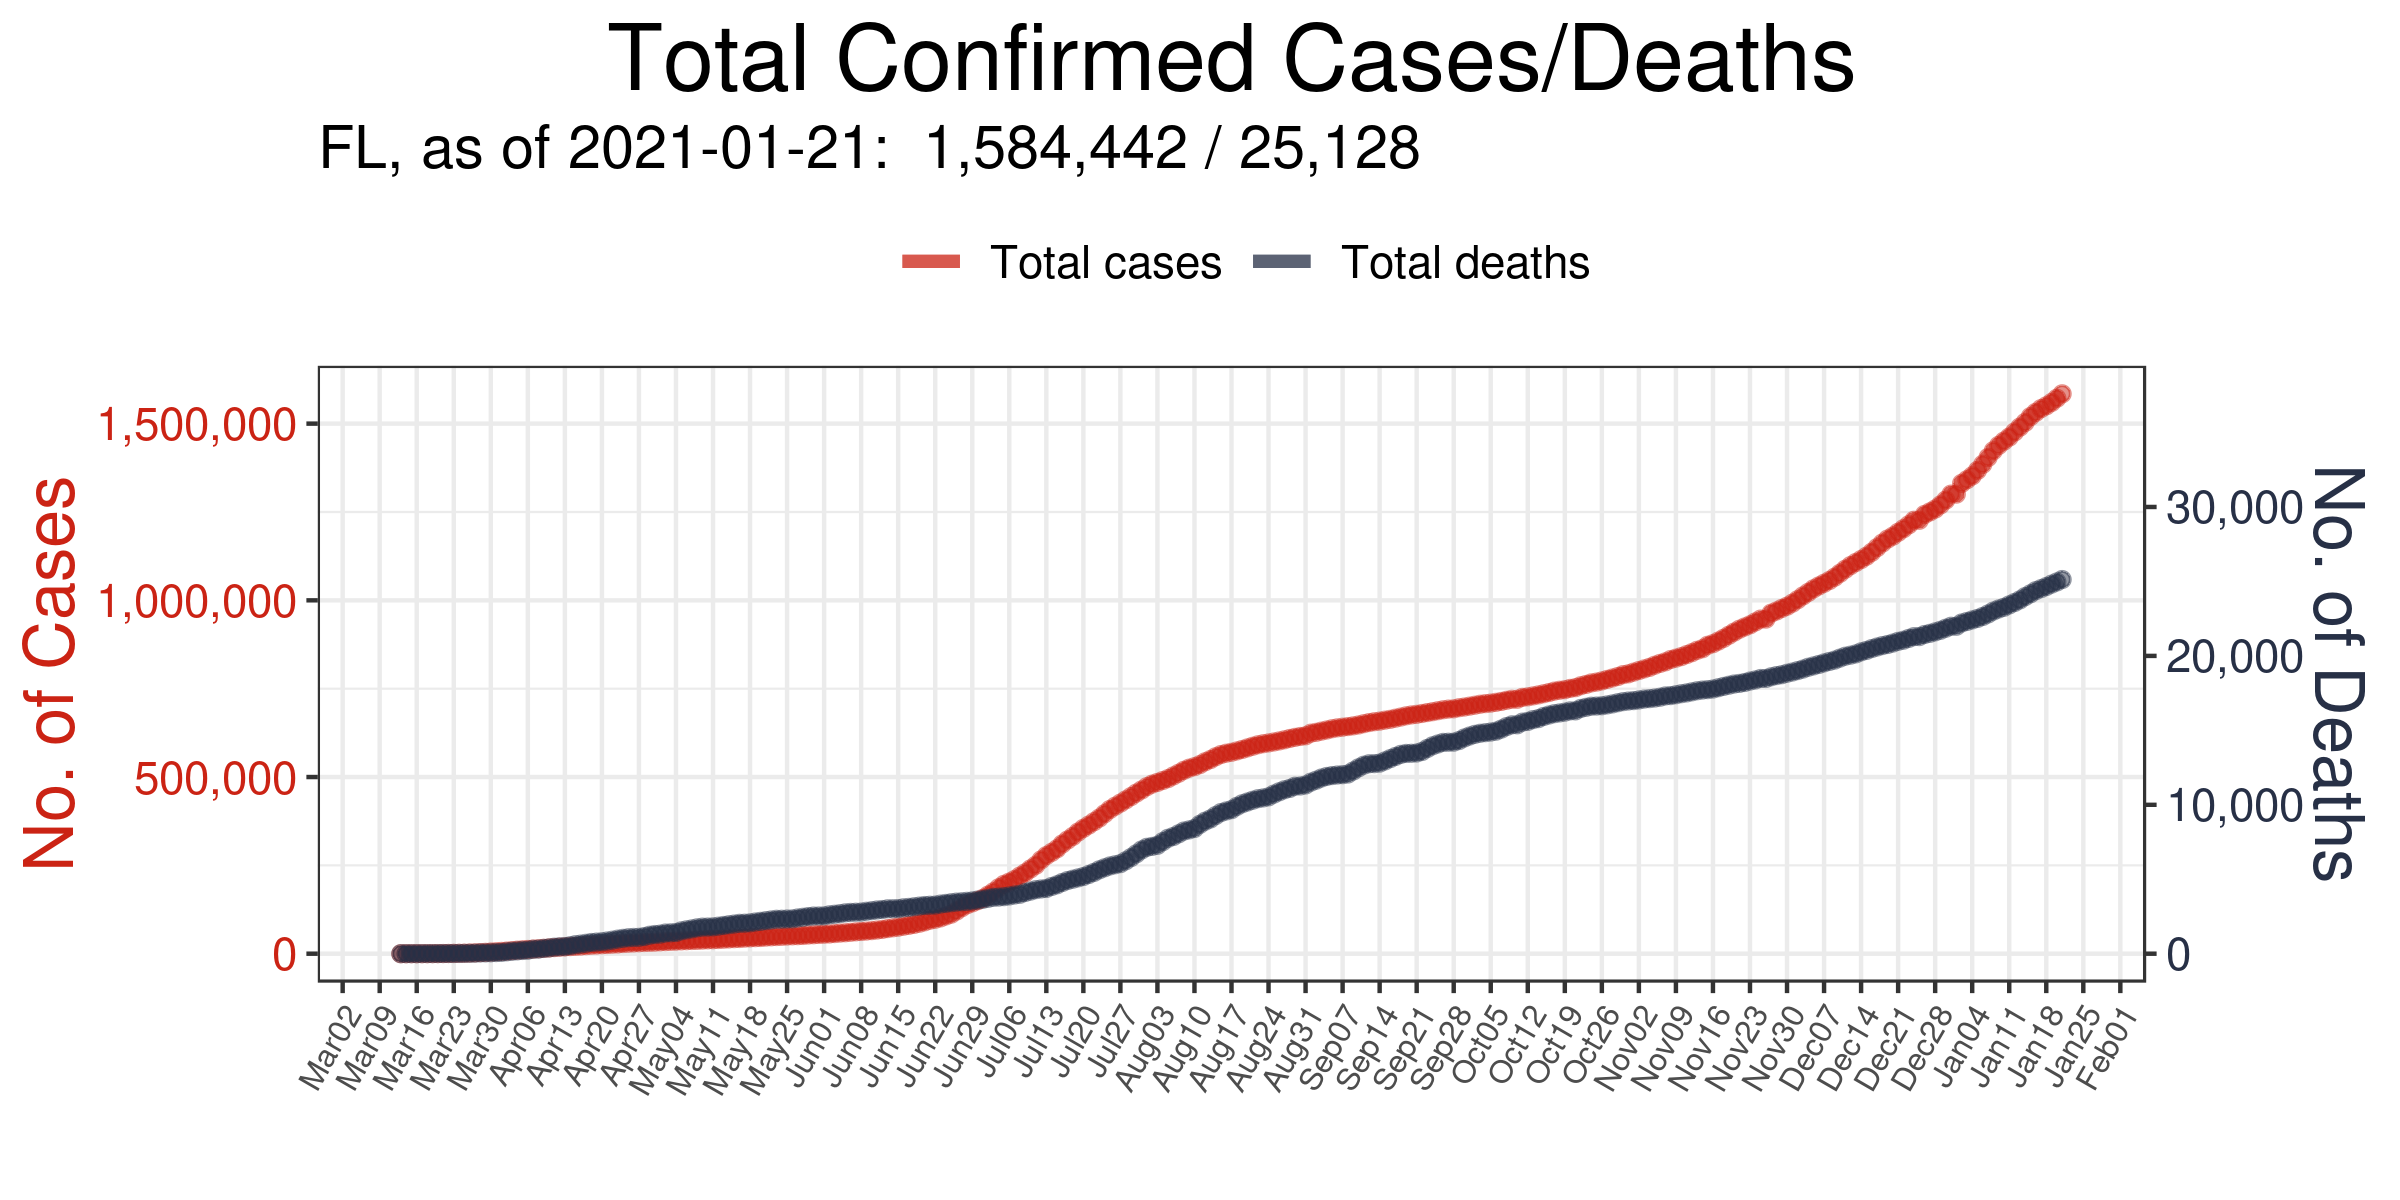 Total Confirmed Cases/Deaths
FL, as of 2021-01-21:  1,584,442 / 25,128
Total cases
Total deaths
No. of Cases
1,500,000
1,000,000
500,000
0
30,000
20,000
10,000
0
No. of Deaths
Mar02
Mar09
Mar16
Mar23
Mar30
Apr06
Apr13
Apr20
Apr27
May04
May11
May18
May25
Jun01
Jun08
Jun15
Jun22
Jun29
Jul06
Jul13
Jul20
Jul27
Aug03
Aug10
Aug17
Aug24
Aug31
Sep07
Sep14
Sep21
Sep28
Oct05
Oct12
Oct19
Oct26
Nov02
Nov09
Nov16
Nov23
Nov30
Dec07
Dec14
Dec21
Dec28
Jan04
Jan11
Jan18
Jan25
Feb01